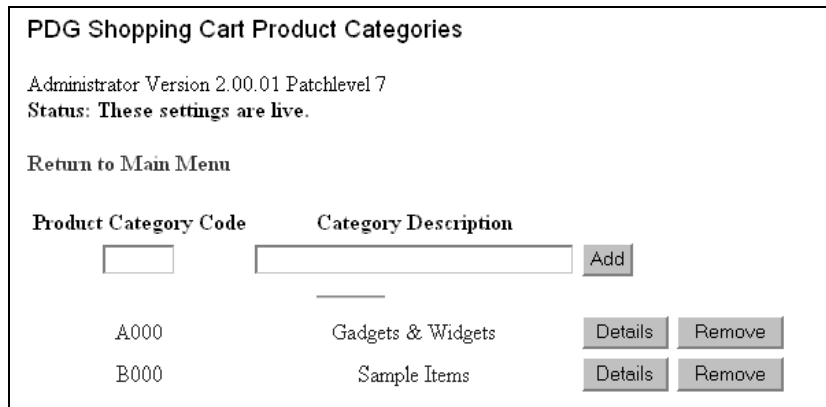 PDG Shopping Cart Product Categories
Administrator Version 2.00.01 Patchlevel 7
Status: These settings are live.
Return to Main Menu
Product Category Code Category Description
Add
A000 Gadgets & Widgets Details Remove
B000 Sample Items Details Remove